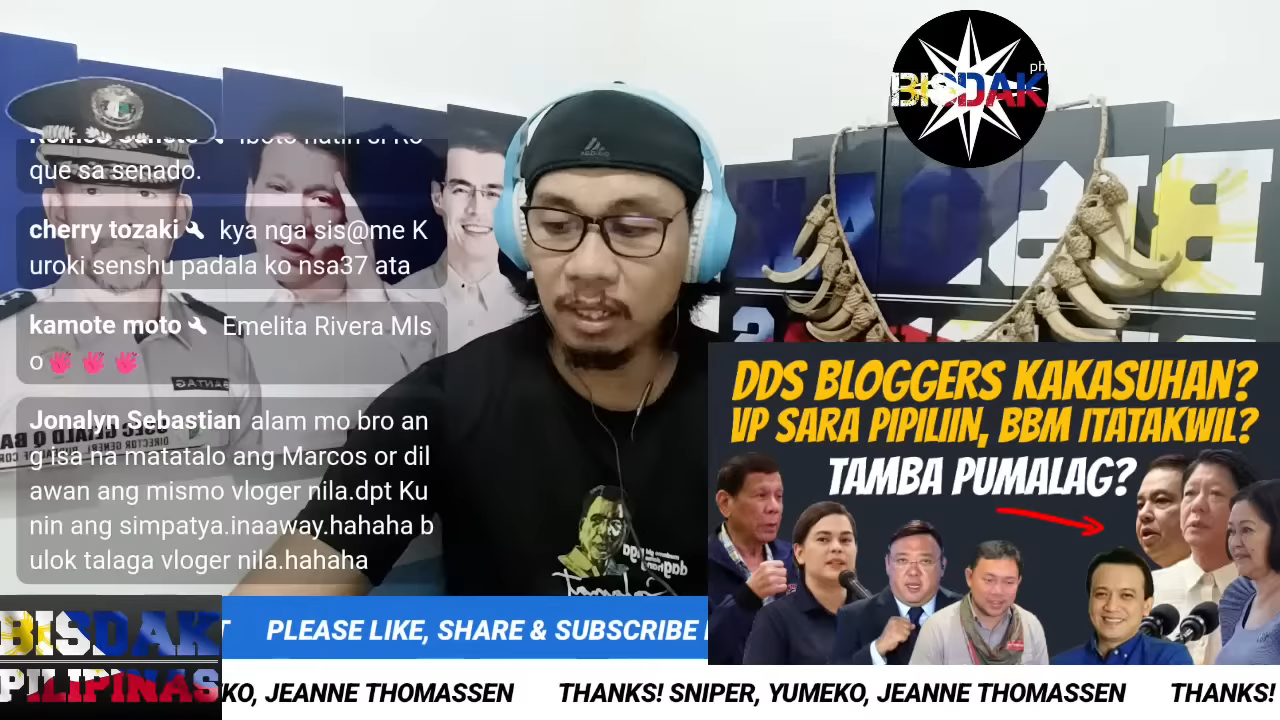 ph
BISDAK
que sa senado.
cherry tozaki kya nga sis@me K
uroki senshu padala ko nsa37 ata
kamote moto Emelita Rivera Mls
o
Jonalyn Sebastian alam mo bro an
g isa na matatalo ang Marcos or dil
awan ang mismo vloger nila.dpt Ku
nin ang simpatya.inaaway.hahaha b
ulok talaga vloger nila.hahaha
BANTAG
DDS BLOGGERS KAKASUHAN?
VP SARA PIPILIIN, BBM ITATAKWIL?
TAMBA PUMALAG?
BISDAK
PILIPINAS
PLEASE LIKE, SHARE & SUBSCRIBE
KO, JEANNE THOMASSEN THANKS! SNIPER, YUMEKO, JEANNE THOMASSEN THANKS!